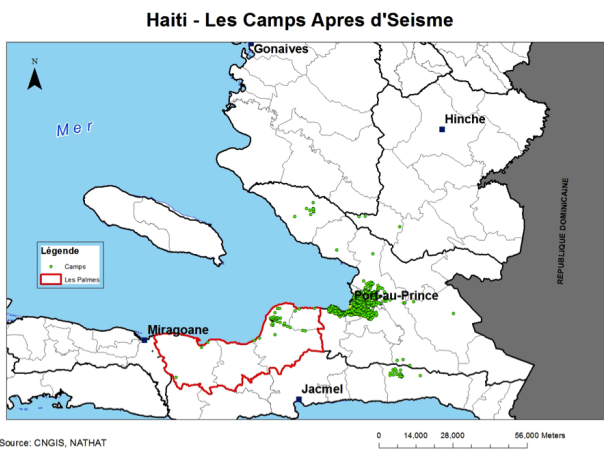 Haiti - Les Camps Apres d'Seisme
N
Gonaives
Mer
Hinche
REPUBLIQUE DOMINICAINE
Légende
Camps
Les Palmes
Port-au-Prince
Miragoane
Jacmel
Source: CNGIS, NATHAT
0 14,000 28,000 56,000 Meters